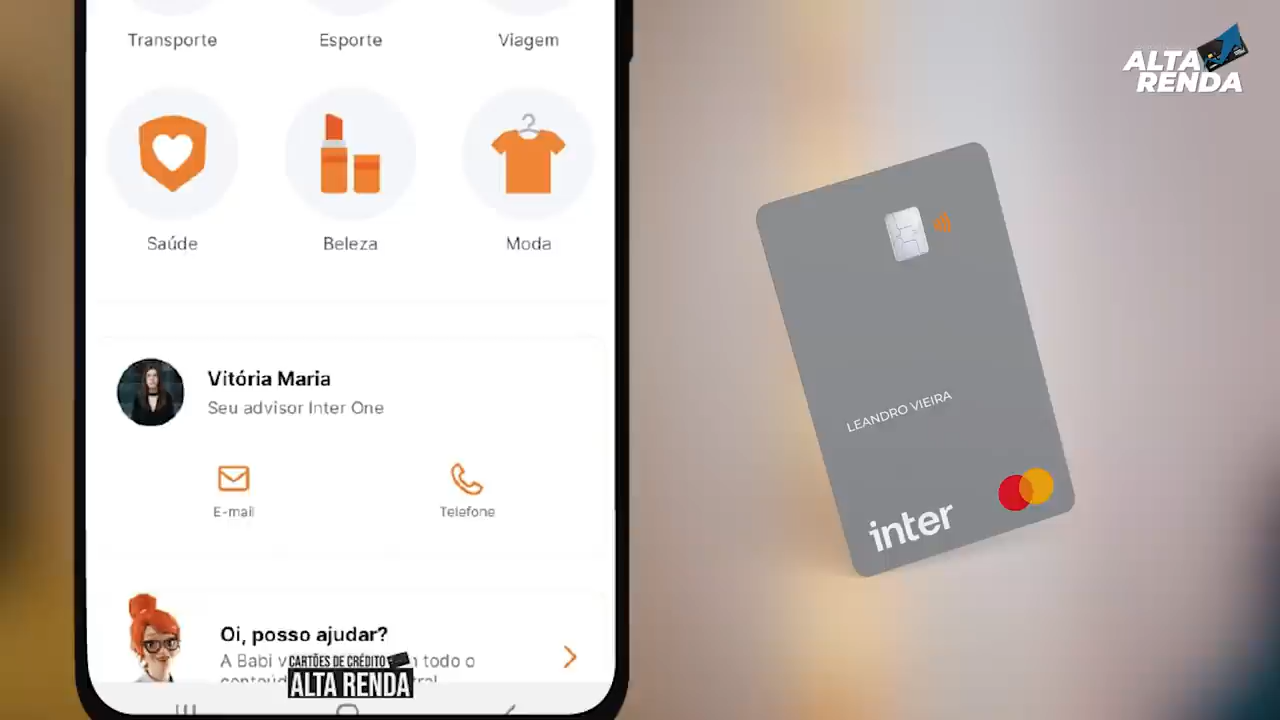 Transporte
Esporte
Viagem
Saúde
Beleza
Moda
Vitória Maria
Seu advisor Inter One
E-mail
Telefone
Oi, posso ajudar?
A Babi
todo o
CARTÕES DE CRÉDITO
ALTA RENDA
ALTA
RENDA
LEANDRO VIEIRA
inter